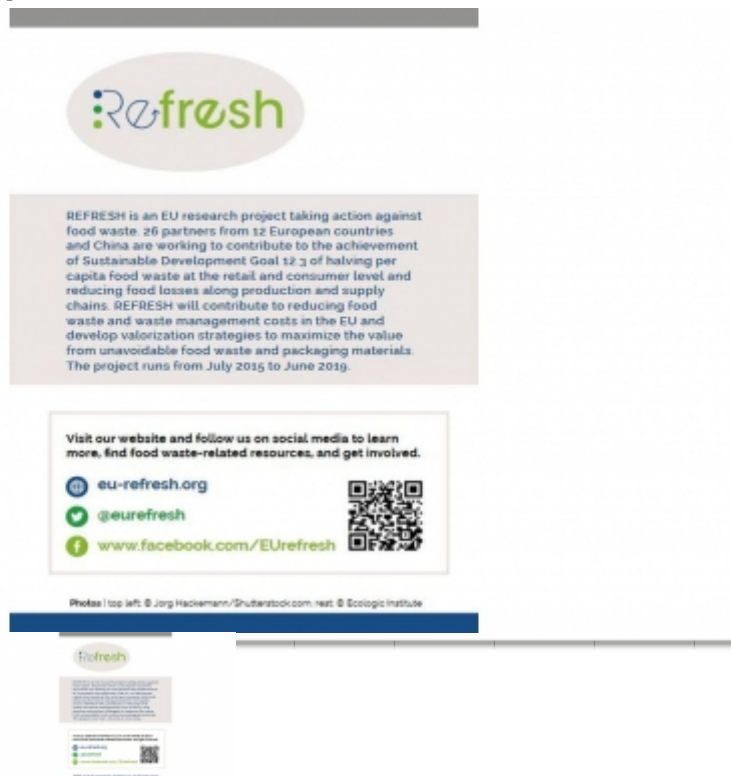 Refresh
REFRESH is an EU research project taking action against
food waste. 26 partners from 12 European countries
and China are working to contribute to the achievement
of Sustainable Development Goal 12.3 of halving per
capita food waste at the retail and consumer level and
reducing food losses along production and supply
chains. REFRESH will contribute to reducing food
waste and waste management costs in the EU and
develop valorization strategies to maximize the value
from unavoidable food waste and packaging materials.
The project runs from July 2015 to June 2019.
Visit our website and follow us on social media to learn
more, find food waste-related resources, and get involved.
eu-refresh.org
@eurefresh
www.facebook.com/EUrefresh
Photos | top left: © Jorg Hackemann/Shutterstock.com, rest: © Ecologic Institute
Refresh